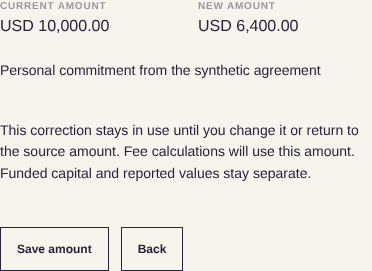 CURRENT AMOUNT NEW AMOUNT
USD 10,000.00 USD 6,400.00
Personal commitment from the synthetic agreement
This correction stays in use until you change it or return to
the source amount. Fee calculations will use this amount.
Funded capital and reported values stay separate.
Save amount Back